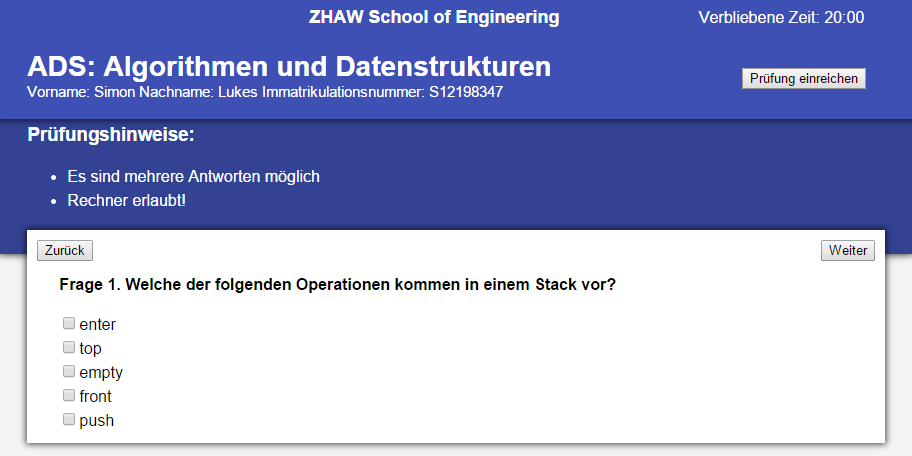 ZHAW School of Engineering
Verbliebene Zeit: 20:00
ADS: Algorithmen und Datenstrukturen
Vorname: Simon Nachname: Lukes Immatrikulationsnummer: S12198347
Prüfung einreichen
Prüfungshinweise:
Es sind mehrere Antworten möglich
Rechner erlaubt!
Zurück
Weiter
Frage 1. Welche der folgenden Operationen kommen in einem Stack vor?
enter
top
empty
front
push